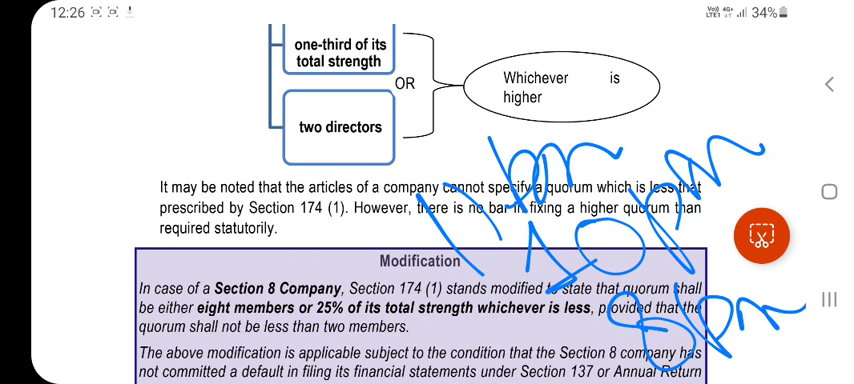 12:26
Vo)) 4G+
LTE1
34%
one-third of its
total strength
OR
Whichever is
higher
two directors
It may be noted that the articles of a company cannot specify a quorum which is less that
prescribed by Section 174 (1). However, there is no bar in fixing a higher quorum than
required statutorily.
Modification
In case of a Section 8 Company, Section 174 (1) stands modified to state that quorum shall
be either eight members or 25% of its total strength whichever is less, provided that the
quorum shall not be less than two members.
The above modification is applicable subject to the condition that the Section 8 company has
not committed a default in filing its financial statements under Section 137 or Annual Return
10pm
8pm